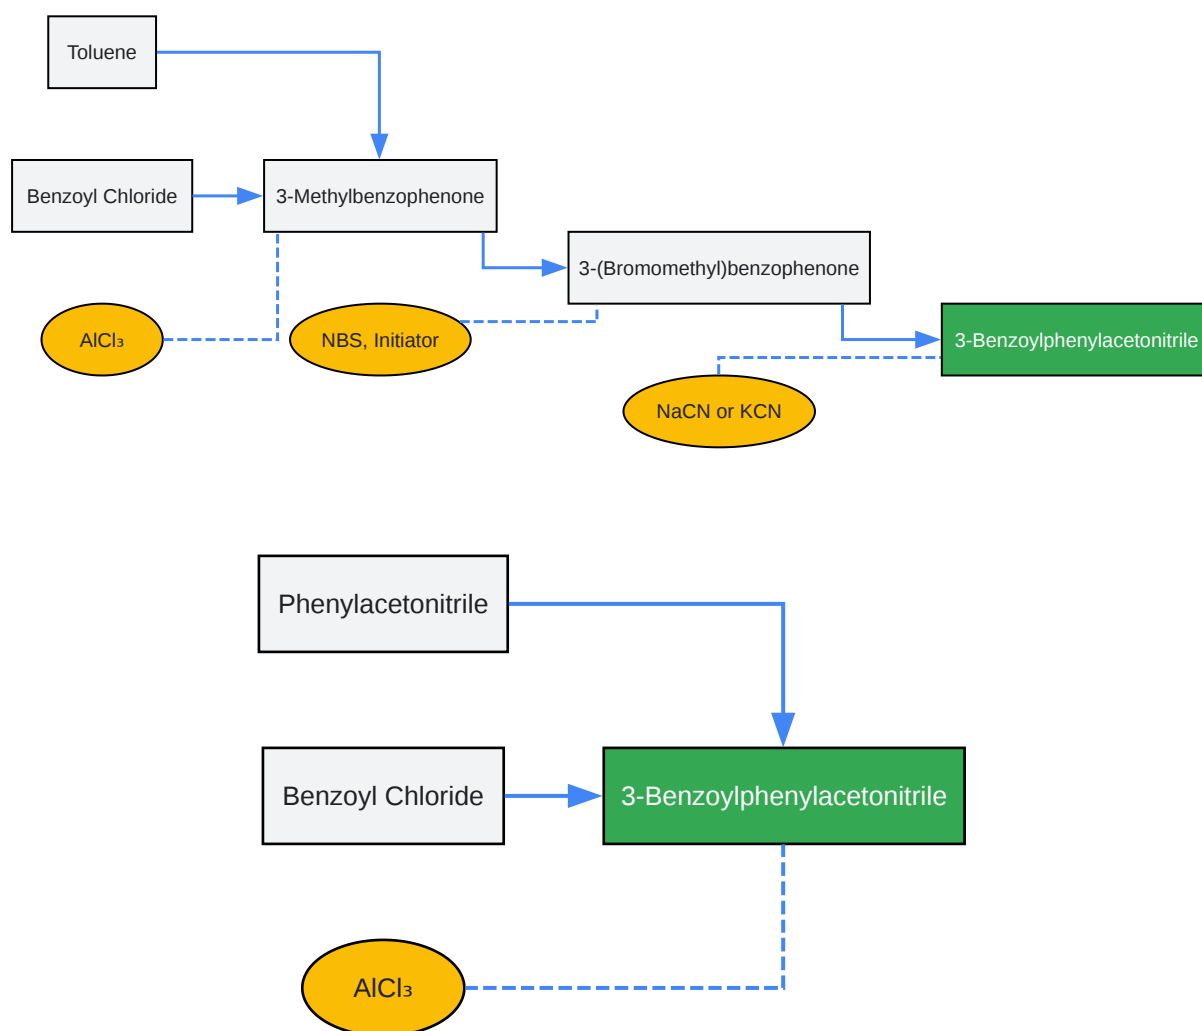 Toluene
Benzoyl Chloride
3-Methylbenzophenone
3-(Bromomethyl)benzophenone
AlCl₃
NBS, Initiator
3-Benzoylphenylacetonitrile
NaCN or KCN
Phenylacetonitrile
Benzoyl Chloride
3-Benzoylphenylacetonitrile
AlCl₃